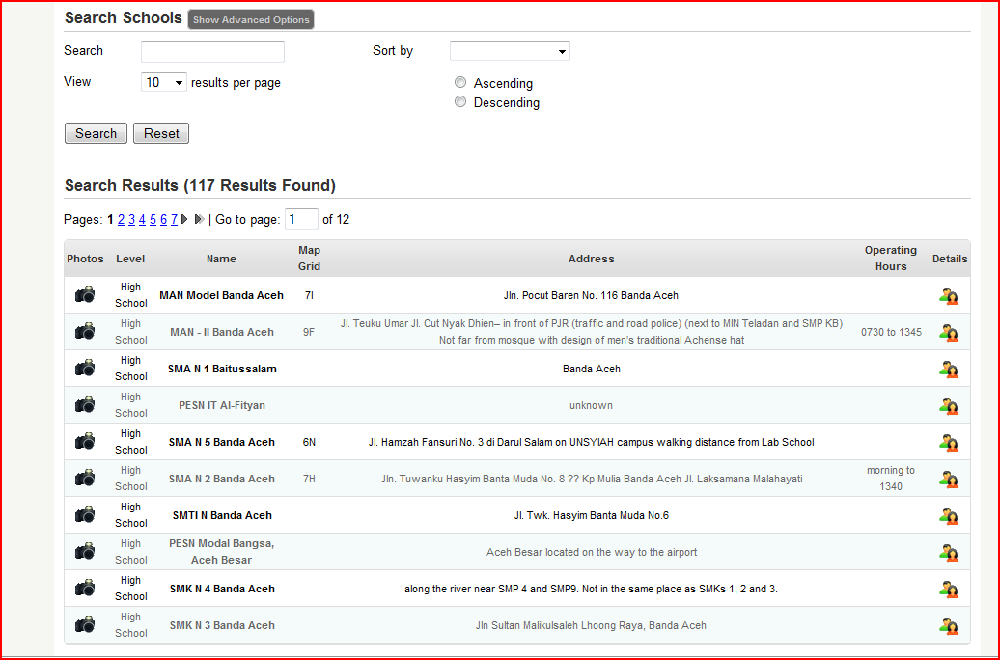 Search Schools Show Advanced Options
Search Sort by
View 10 results per page Ascending
Descending
Search Reset
Search Results (117 Results Found)
Pages: 1 2 3 4 5 6 7 | Go to page: 1 of 12
Photos Level Name Map Grid Address Operating Hours Details
High School MAN Model Banda Aceh 7I Jln. Pocut Baren No. 116 Banda Aceh
High School MAN - II Banda Aceh 9F Jl. Teuku Umar Jl. Cut Nyak Dhien– in front of PJR (traffic and road police) (next to MIN Teladan and SMP KB) 0730 to 1345
Not far from mosque with design of men's traditional Achense hat
High School SMA N 1 Baitussalam Banda Aceh
High School PESN IT Al-Fityan unknown
High School SMA N 5 Banda Aceh 6N Jl. Hamzah Fansuri No. 3 di Darul Salam on UNSYIAH campus walking distance from Lab School
High School SMA N 2 Banda Aceh 7H Jln. Tuwanku Hasyim Banta Muda No. 8 ?? Kp Mulia Banda Aceh Jl. Laksamana Malahayati morning to 1340
High School SMTI N Banda Aceh Jl. Twk. Hasyim Banta Muda No.6
High School PESN Modal Bangsa, Aceh Besar Aceh Besar located on the way to the airport
High School SMK N 4 Banda Aceh along the river near SMP 4 and SMP9. Not in the same place as SMKs 1, 2 and 3.
High School SMK N 3 Banda Aceh Jln Sultan Malikulsaleh Lhoong Raya, Banda Aceh